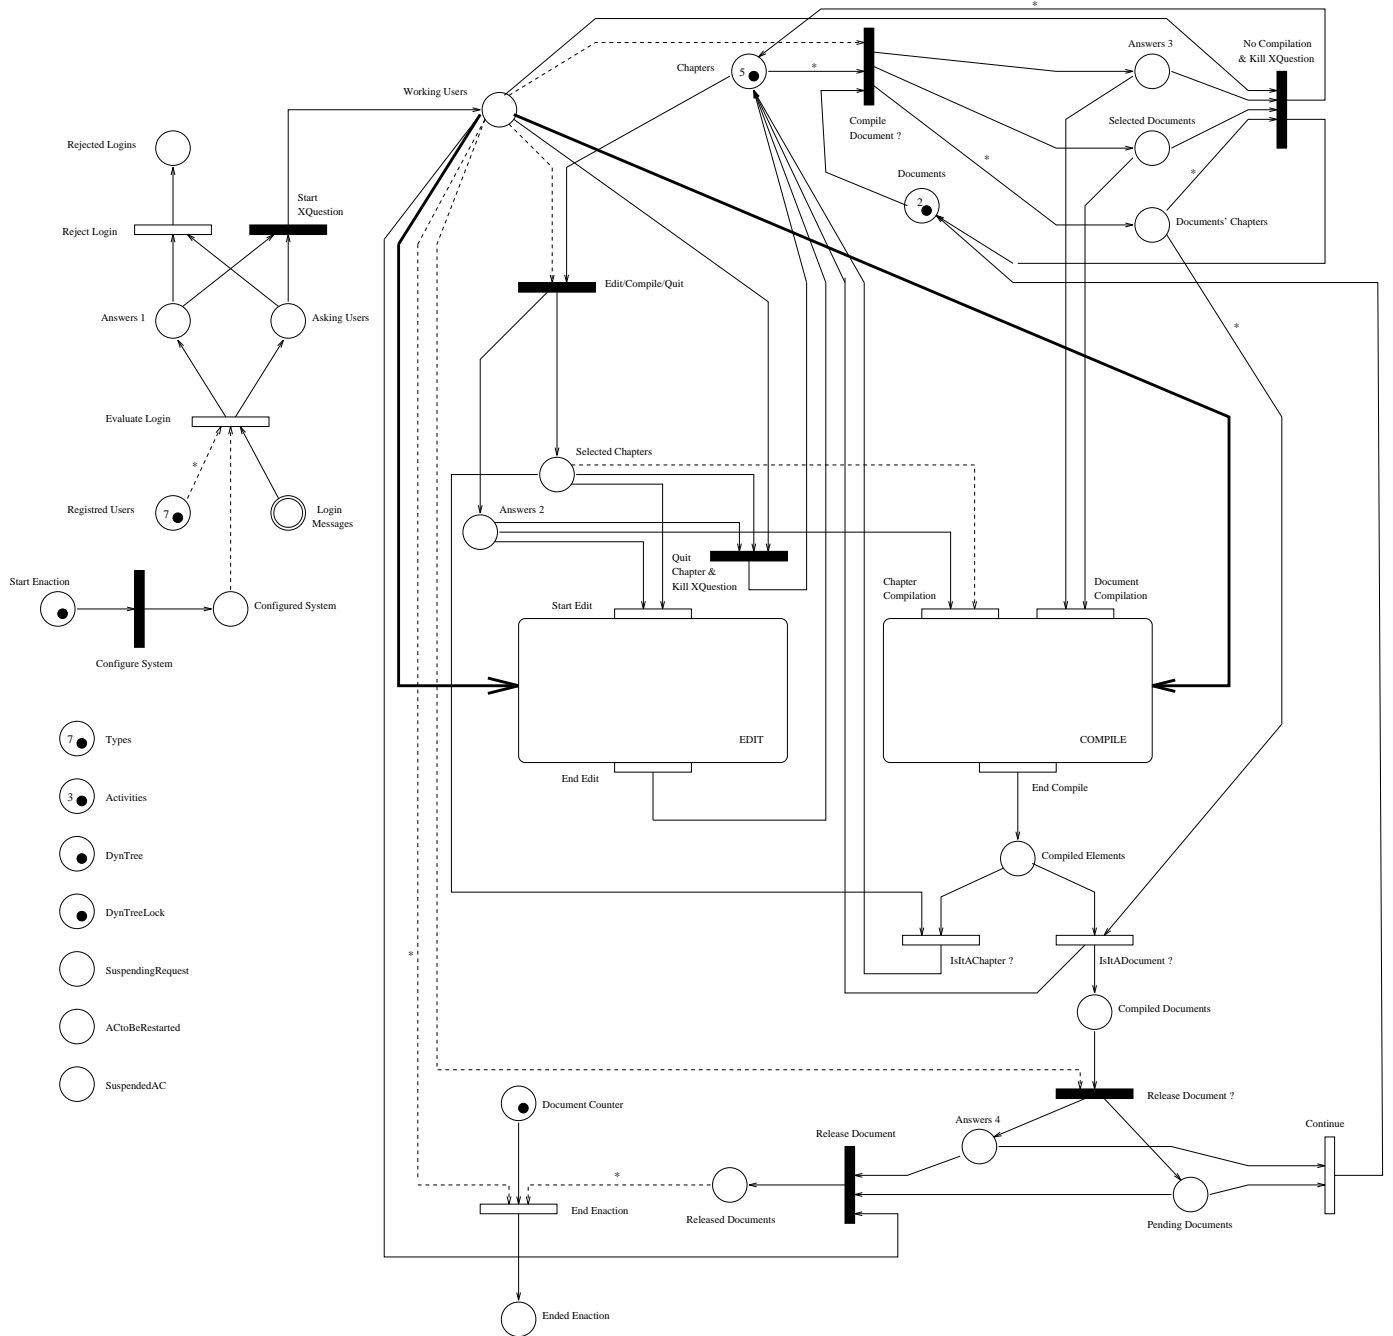 *
Answers 3
No Compilation
& Kill XQuestion
Chapters
5
*
Working Users
Compile
Document ?
Selected Documents
Rejected Logins
*
Documents
*
2
Start
XQuestion
Reject Login
Documents' Chapters
Edit/Compile/Quit
Answers 1
Asking Users
*
Evaluate Login
Selected Chapters
*
Registred Users
7
Login
Messages
Answers 2
Quit
Chapter &
Kill XQuestion
Start Enaction
Configured System
Chapter
Compilation
Document
Compilation
Start Edit
Configure System
7
Types
EDIT
COMPILE
End Edit
End Compile
3
Activities
DynTree
Compiled Elements
DynTreeLock
*
IsItAChapter ?
IsItADocument ?
SuspendingRequest
Compiled Documents
ACtoBeRestarted
SuspendedAC
Document Counter
Release Document ?
Answers 4
Continue
Release Document
*
End Enaction
Released Documents
Pending Documents
Ended Enaction